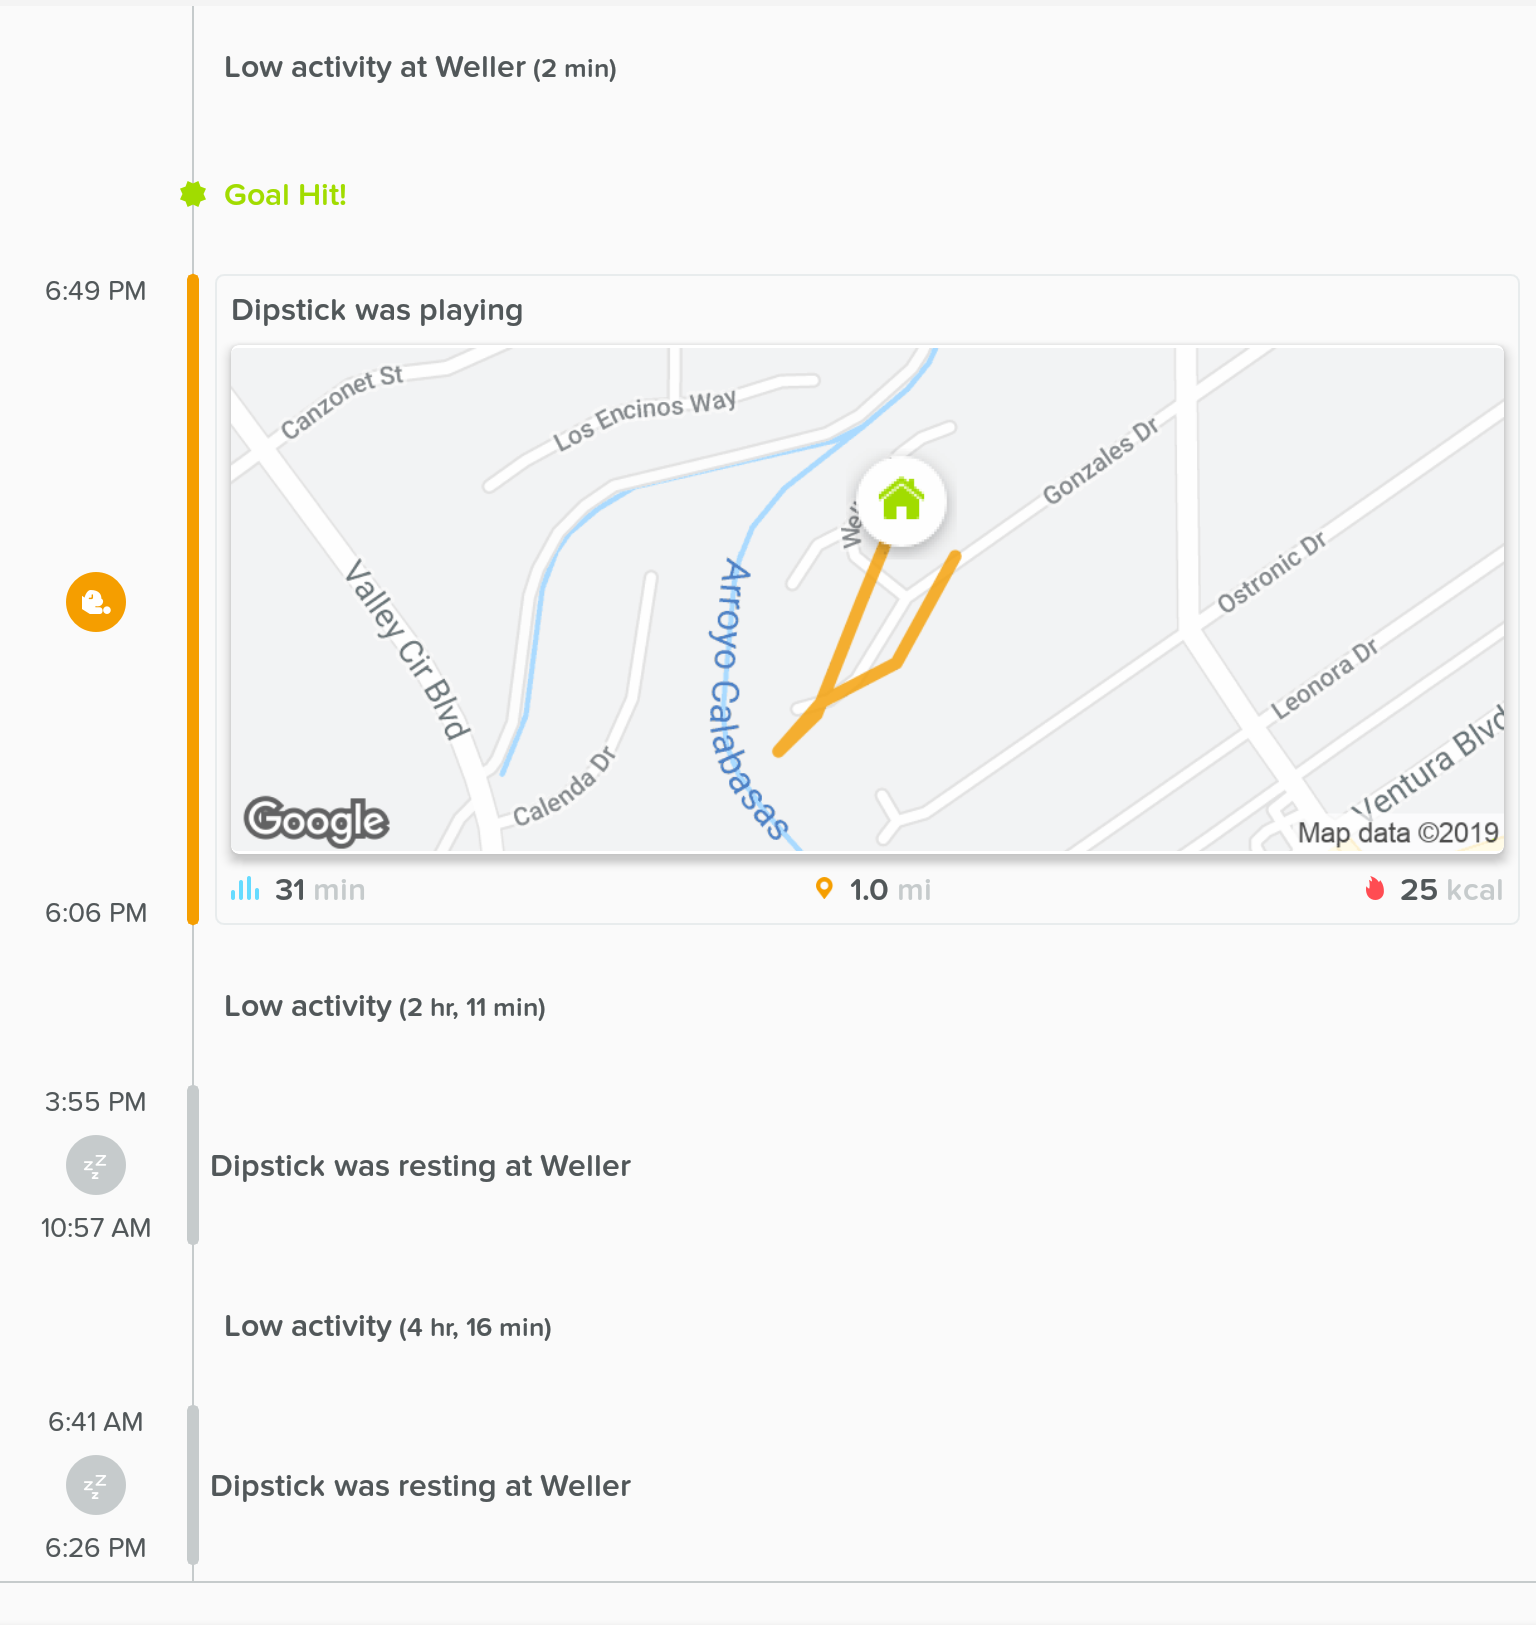 Low activity at Weller (2 min)
Goal Hit!
6:49 PM
Dipstick was playing
Canzonet St
Los Encinos Way
Gonzales Dr
Valley Cir Blvd
Arroyo Calabasas
Ostronic Dr
Leonora Dr
Calenda Dr
Ventura Blvd
Google
Map data ©2019
31 min
1.0 mi
25 kcal
6:06 PM
Low activity (2 hr, 11 min)
3:55 PM
zzz
Dipstick was resting at Weller
10:57 AM
Low activity (4 hr, 16 min)
6:41 AM
zzz
Dipstick was resting at Weller
6:26 PM